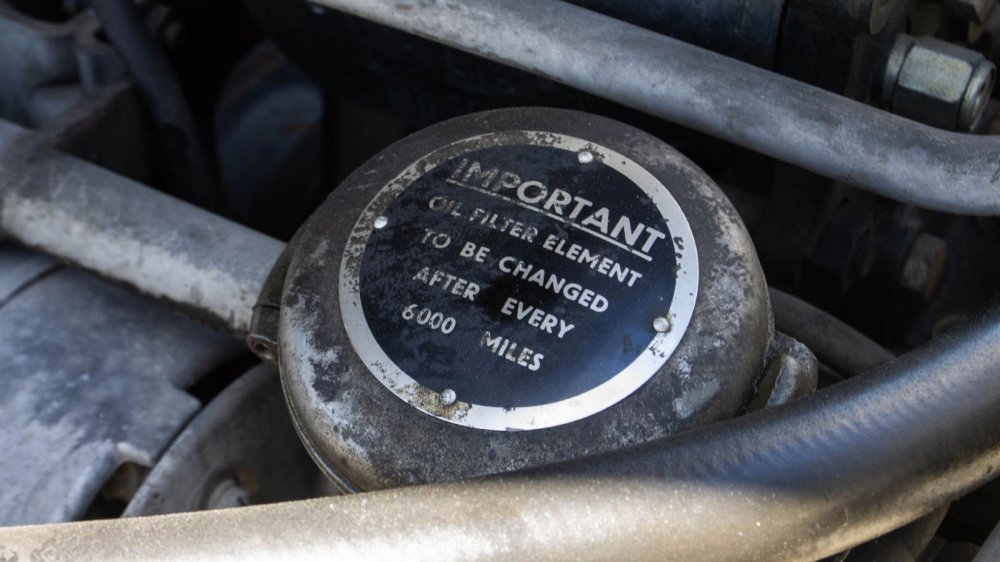 IMPORTANT
OIL FILTER ELEMENT
TO BE CHANGED
AFTER EVERY
6000 MILES